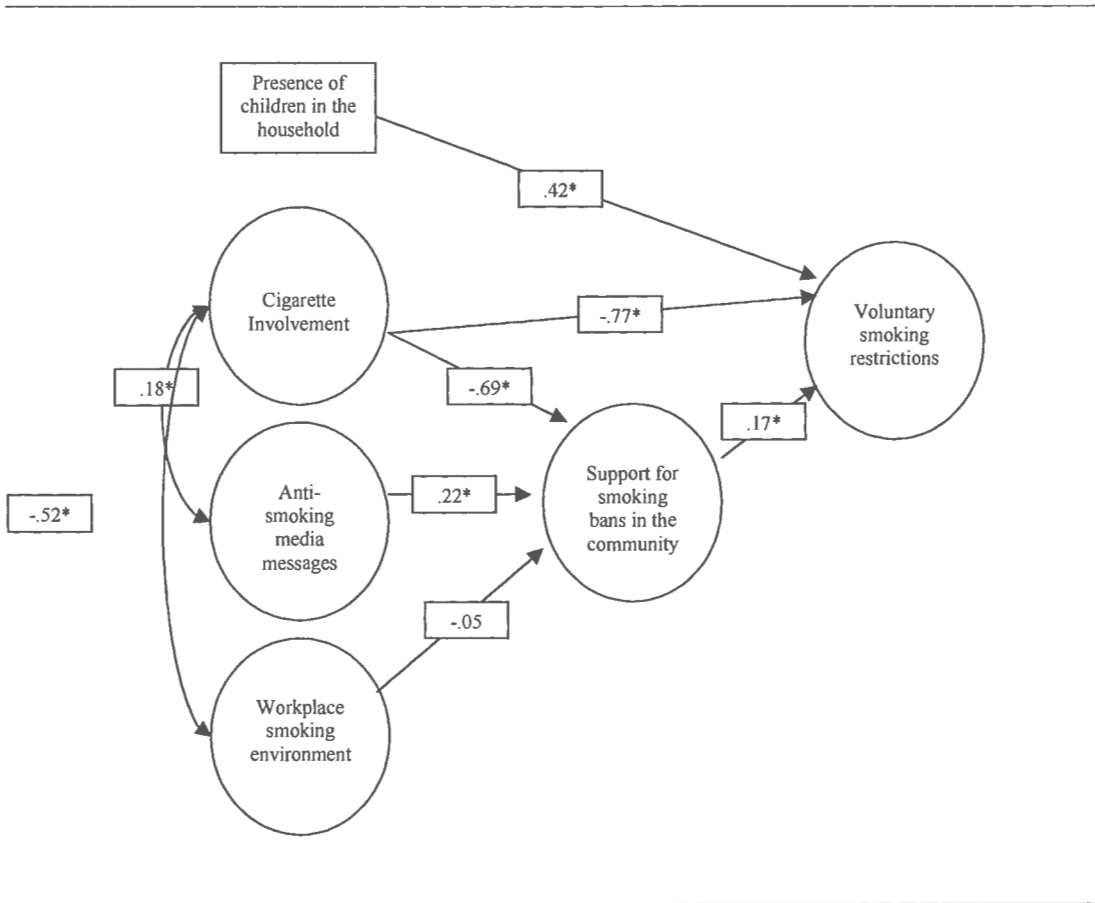 Presence of
children in the
household
.42*
Cigarette
Involvement
-.77*
Voluntary
smoking
restrictions
.18*
-.69*
.17*
Anti-
smoking
media
messages
.22*
Support for
smoking
bans in the
community
-.52*
-.05
Workplace
smoking
environment